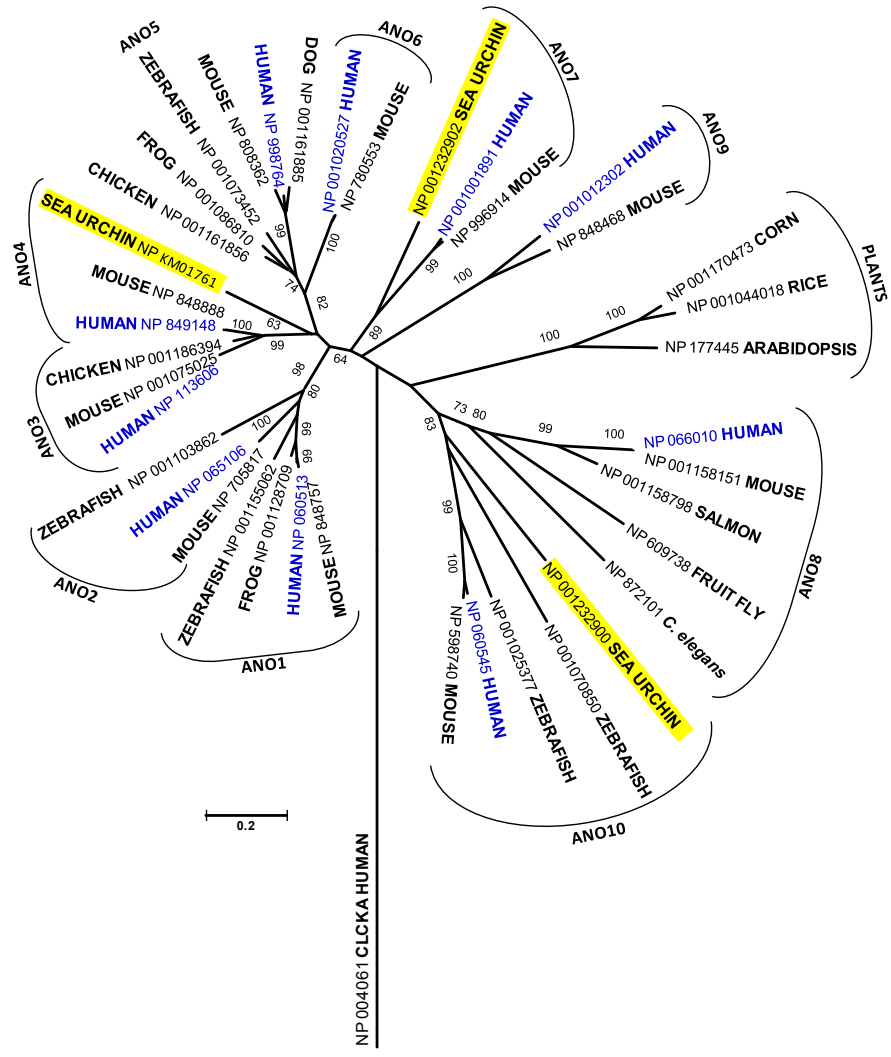 ANO5
ZEBRAFISH NP 001073452
MOUSE NP 808362
HUMAN NP 998764
DOG NP 001161885
FROG NP 001086810
CHICKEN NP 001161856
ANO6
NP 001020527 HUMAN
NP 780553 MOUSE
ANO7
NP 001232902 SEA URCHIN
NP 001001891 HUMAN
NP 996914 MOUSE
ANO9
NP 001012302 HUMAN
NP 848468 MOUSE
PLANTS
NP 001170473 CORN
NP 001044018 RICE
NP 177445 ARABIDOPSIS
ANO8
NP 066010 HUMAN
NP 001158151 MOUSE
NP 001158798 SALMON
NP 609738 FRUIT FLY
NP 872101 C. elegans
ANO10
NP 001232900 SEA URCHIN
NP 001070850 ZEBRAFISH
NP 001025377 ZEBRAFISH
NP 060545 HUMAN
NP 598740 MOUSE
NP 004061 CLCKA HUMAN
ANO1
MOUSE NP 848757
HUMAN NP 060513
FROG NP 001128709
ZEBRAFISH NP 001155062
ANO2
MOUSE NP 705817
HUMAN NP 065106
ZEBRAFISH NP 001103862
ANO3
HUMAN NP 113606
MOUSE NP 001075025
CHICKEN NP 001186394
ANO4
HUMAN NP 849148
MOUSE NP 848888
SEA URCHIN NP KM01761
99
74
82
100
99
89
100
100
100
63
100
99
64
98
80
100
99
99
83
73
80
99
100
99
100
0.2